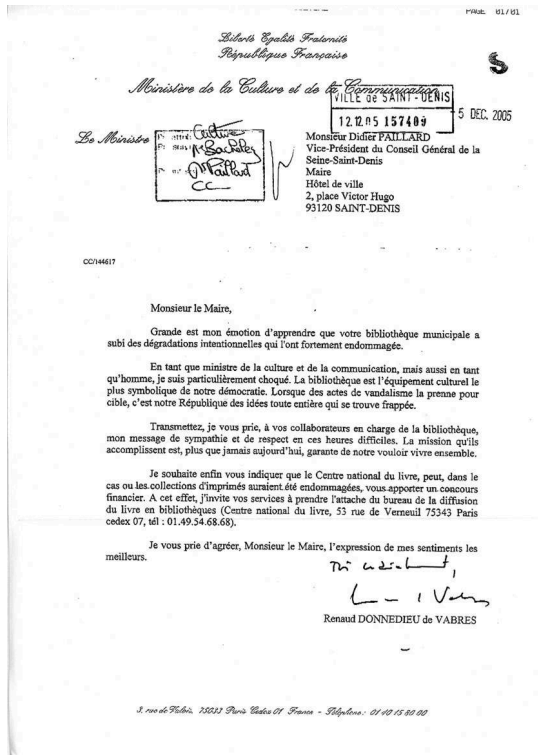 PAGE 01/01
Liberté Egalité Fraternité
République Française
Ministère de la Culture et de la Communication
VILLE de SAINT-DENIS
12.12.05 157409
5 DEC. 2005
Le Ministre
Culture
Bachelay
Paillard
CC
Monsieur Didier PAILLARD
Vice-Président du Conseil Général de la
Seine-Saint-Denis
Maire
Hôtel de ville
2, place Victor Hugo
93120 SAINT-DENIS
CC/144617
Monsieur le Maire,
Grande est mon émotion d'apprendre que votre bibliothèque municipale a
subi des dégradations intentionnelles qui l'ont fortement endommagée.
En tant que ministre de la culture et de la communication, mais aussi en tant
qu'homme, je suis particulièrement choqué. La bibliothèque est l'équipement culturel le
plus symbolique de notre démocratie. Lorsque des actes de vandalisme la prenne pour
cible, c'est notre République des idées toute entière qui se trouve frappée.
Transmettez, je vous prie, à vos collaborateurs en charge de la bibliothèque,
mon message de sympathie et de respect en ces heures difficiles. La mission qu'ils
accomplissent est, plus que jamais aujourd'hui, garante de notre vouloir vivre ensemble.
Je souhaite enfin vous indiquer que le Centre national du livre, peut, dans le
cas ou les collections d'imprimés auraient été endommagées, vous apporter un concours
financier. A cet effet, j'invite vos services à prendre l'attache du bureau de la diffusion
du livre en bibliothèques (Centre national du livre, 53 rue de Verneuil 75343 Paris
cedex 07, tél : 01.49.54.68.68).
Je vous prie d'agréer, Monsieur le Maire, l'expression de mes sentiments les
meilleurs.
Renaud DONNEDIEU de VABRES
3, rue de Valois, 75033 Paris Cedex 01 France - Téléphone : 01 40 15 80 00